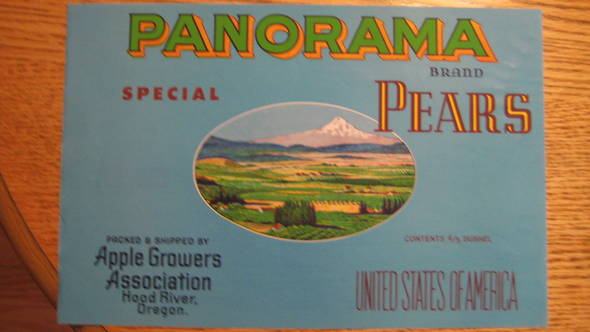 PANORAMA
BRAND
SPECIAL
PEARS
PACKED & SHIPPED BY
Apple Growers
Association
Hood River,
Oregon.
CONTENTS 4/5 BUSHEL
UNITED STATES OF AMERICA